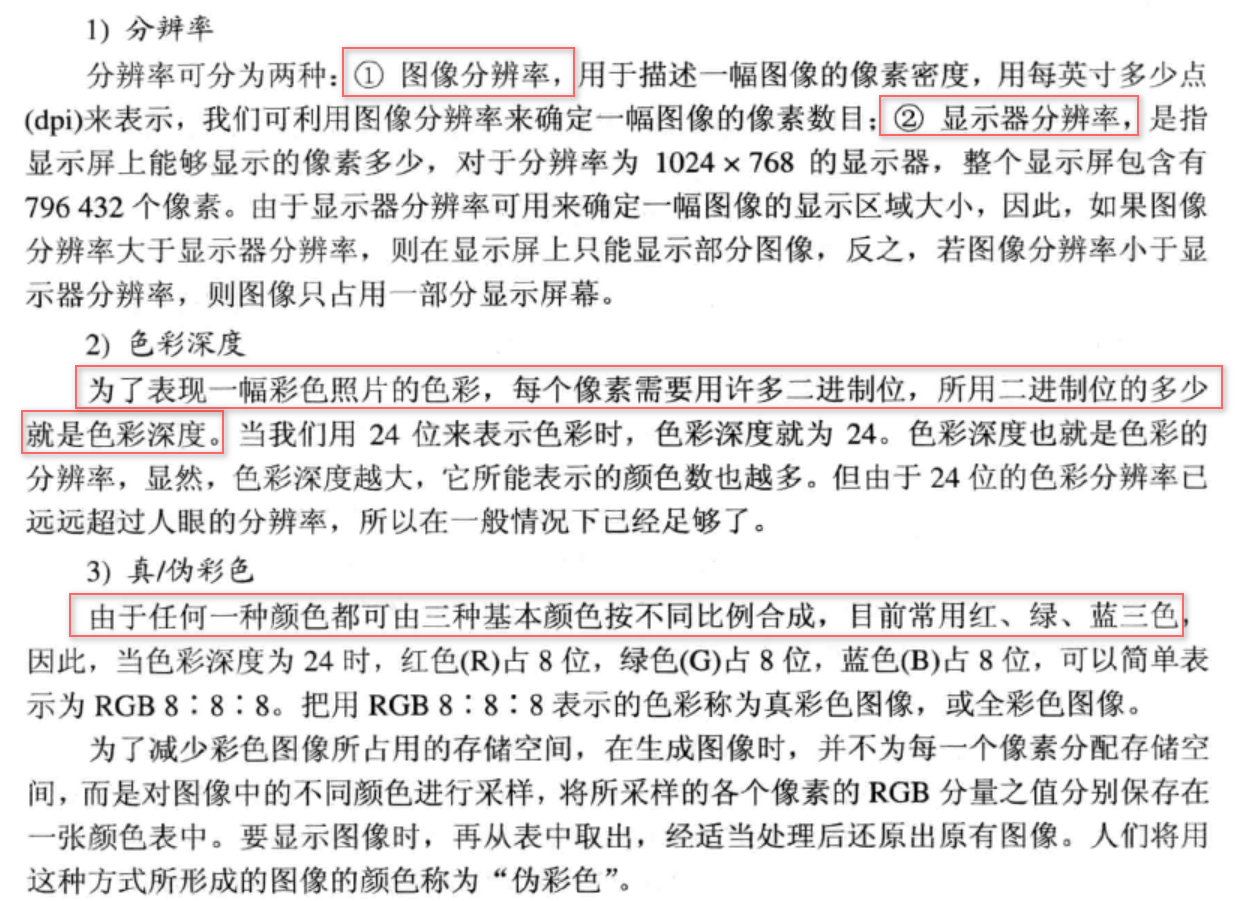 1) 分辨率
分辨率可分为两种：① 图像分辨率，用于描述一幅图像的像素密度，用每英寸多少点
(dpi)来表示，我们可利用图像分辨率来确定一幅图像的像素数目；② 显示器分辨率，是指
显示屏上能够显示的像素多少，对于分辨率为 1024 × 768 的显示器，整个显示屏包含有
796 432 个像素。由于显示器分辨率可用来确定一幅图像的显示区域大小，因此，如果图像
分辨率大于显示器分辨率，则在显示屏上只能显示部分图像，反之，若图像分辨率小于显
示器分辨率，则图像只占用一部分显示屏幕。
2) 色彩深度
为了表现一幅彩色照片的色彩，每个像素需要用许多二进制位，所用二进制位的多少
就是色彩深度。当我们用 24 位来表示色彩时，色彩深度就为 24。色彩深度也就是色彩的
分辨率，显然，色彩深度越大，它所能表示的颜色数也越多。但由于 24 位的色彩分辨率已
远远超过人眼的分辨率，所以在一般情况下已经足够了。
3) 真/伪彩色
由于任何一种颜色都可由三种基本颜色按不同比例合成，目前常用红、绿、蓝三色，
因此，当色彩深度为 24 时，红色(R)占 8 位，绿色(G)占 8 位，蓝色(B)占 8 位，可以简单表
示为 RGB 8∶8∶8。把用 RGB 8∶8∶8 表示的色彩称为真彩色图像，或全彩色图像。
为了减少彩色图像所占用的存储空间，在生成图像时，并不为每一个像素分配存储空
间，而是对图像中的不同颜色进行采样，将所采样的各个像素的 RGB 分量之值分别保存在
一张颜色表中。要显示图像时，再从表中取出，经适当处理后还原出原有图像。人们将用
这种方式所形成的图像的颜色称为“伪彩色”。